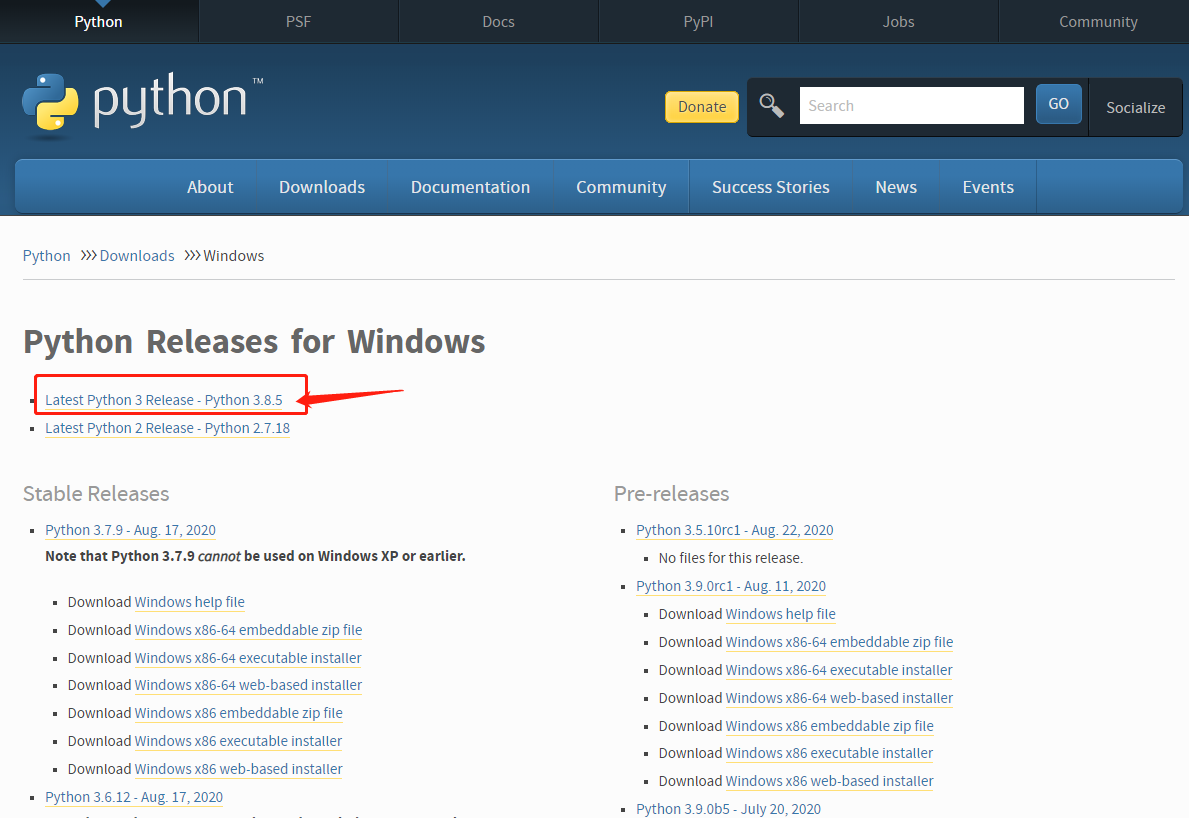 Python PSF Docs PyPI Jobs Community
python™
Donate Search GO Socialize
About Downloads Documentation Community Success Stories News Events
Python >>> Downloads >>> Windows
Python Releases for Windows
Latest Python 3 Release - Python 3.8.5
Latest Python 2 Release - Python 2.7.18
Stable Releases
Python 3.7.9 - Aug. 17, 2020
Note that Python 3.7.9 cannot be used on Windows XP or earlier.
Download Windows help file
Download Windows x86-64 embeddable zip file
Download Windows x86-64 executable installer
Download Windows x86-64 web-based installer
Download Windows x86 embeddable zip file
Download Windows x86 executable installer
Download Windows x86 web-based installer
Python 3.6.12 - Aug. 17, 2020
Pre-releases
Python 3.5.10rc1 - Aug. 22, 2020
No files for this release.
Python 3.9.0rc1 - Aug. 11, 2020
Download Windows help file
Download Windows x86-64 embeddable zip file
Download Windows x86-64 executable installer
Download Windows x86-64 web-based installer
Download Windows x86 embeddable zip file
Download Windows x86 executable installer
Download Windows x86 web-based installer
Python 3.9.0b5 - July 20, 2020